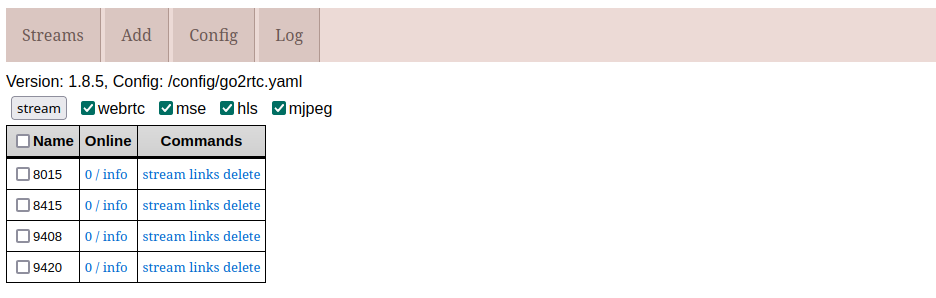 Streams Add Config Log
Version: 1.8.5, Config: /config/go2rtc.yaml
stream webrtc mse hls mjpeg
Name Online Commands
8015 0 / info stream links delete
8415 0 / info stream links delete
9408 0 / info stream links delete
9420 0 / info stream links delete